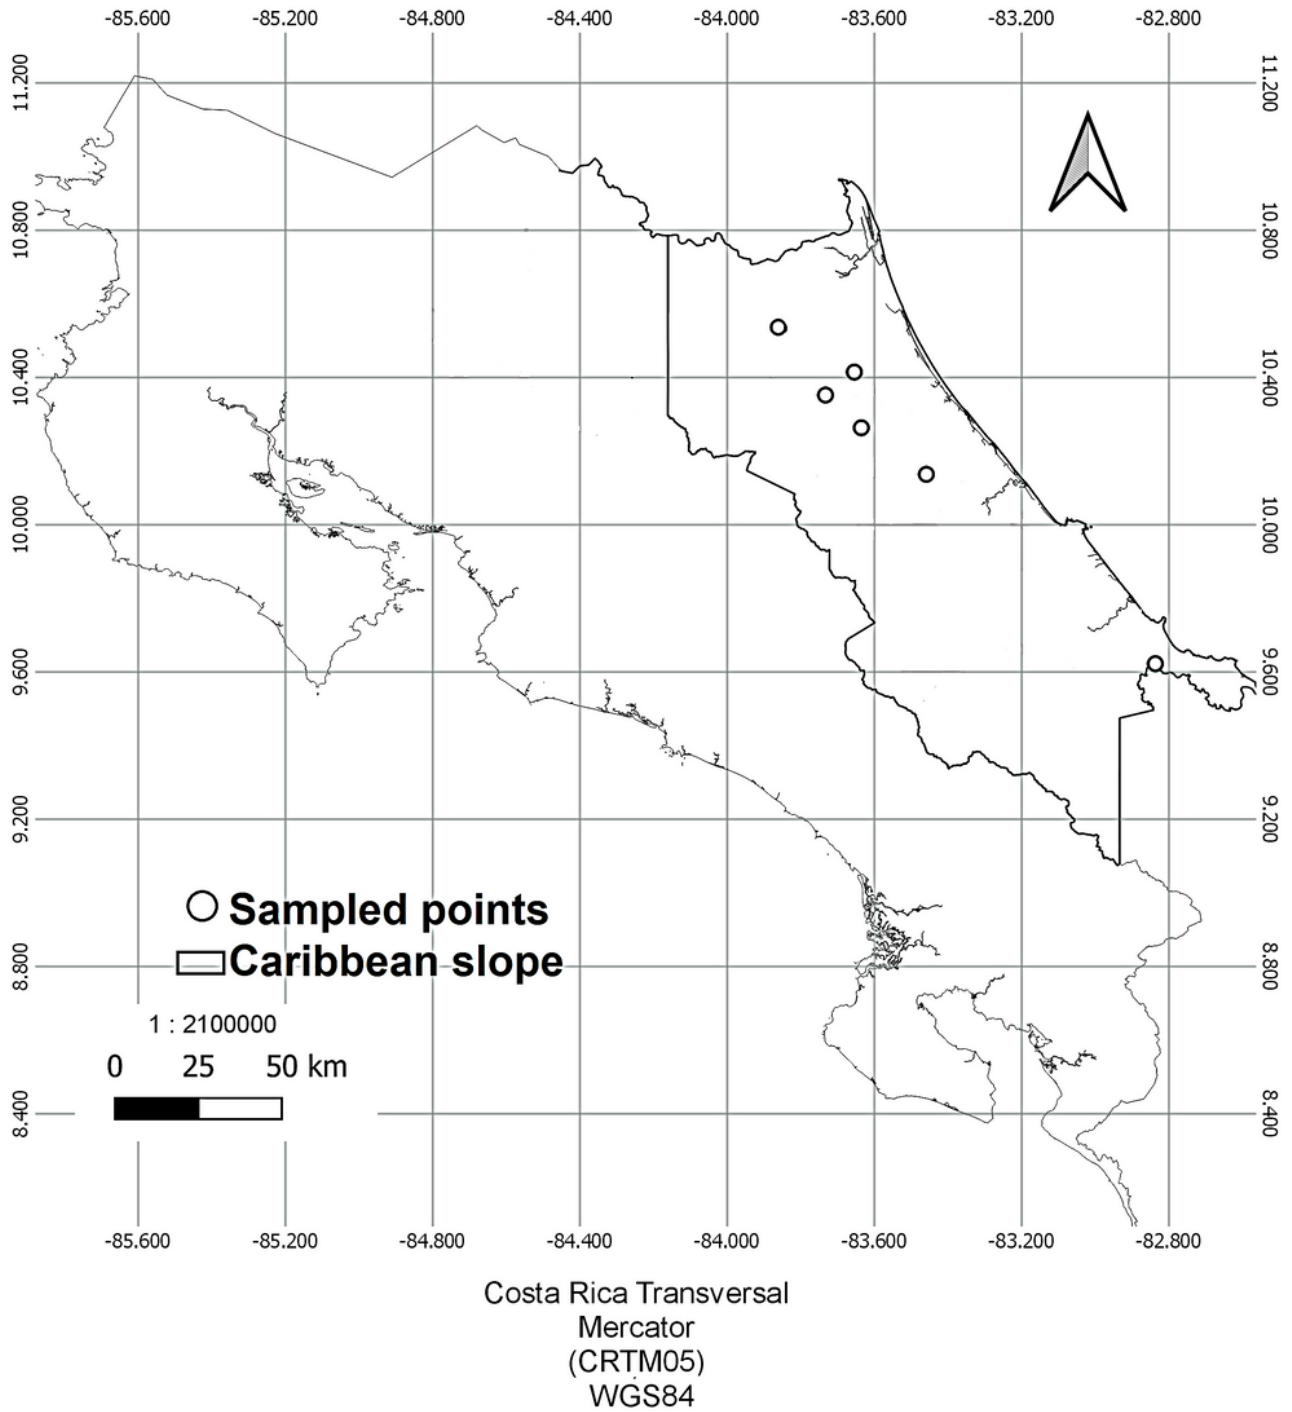 -85.600 -85.200 -84.800 -84.400 -84.000 -83.600 -83.200 -82.800
11.200 11.200
10.800 10.800
10.400 10.400
10.000 10.000
9.600 9.600
9.200 9.200
Sampled points
Caribbean slope
8.800 8.800
1 : 2100000
0 25 50 km
8.400 8.400
-85.600 -85.200 -84.800 -84.400 -84.000 -83.600 -83.200 -82.800
Costa Rica Transversal
Mercator
(CRTM05)
WGS84